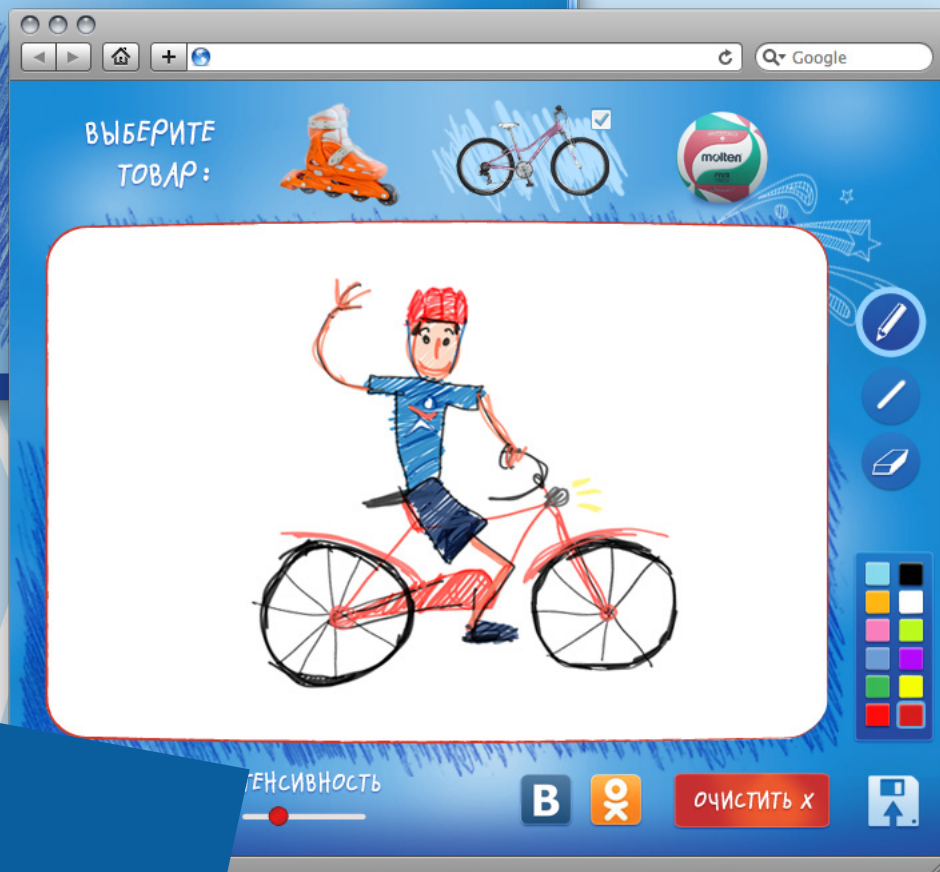 Google
ВЫБЕРИТЕ
ТОВАР:
molten
ТЕНСИВНОСТЬ
B
ОЧИСТИТЬ X